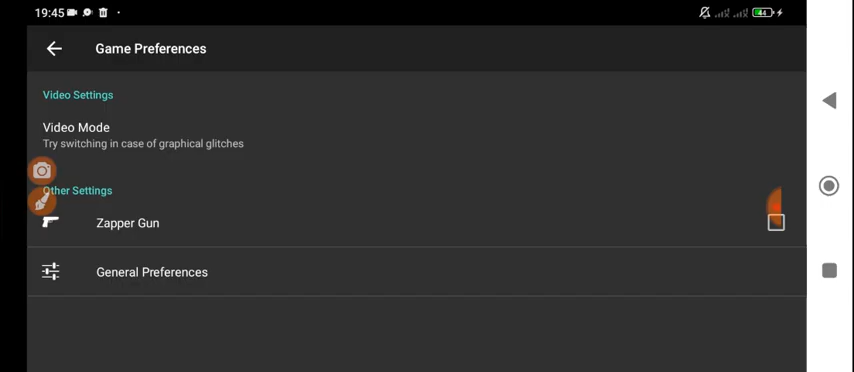 19:45
44
Game Preferences
Video Settings
Video Mode
Try switching in case of graphical glitches
Other Settings
Zapper Gun
General Preferences